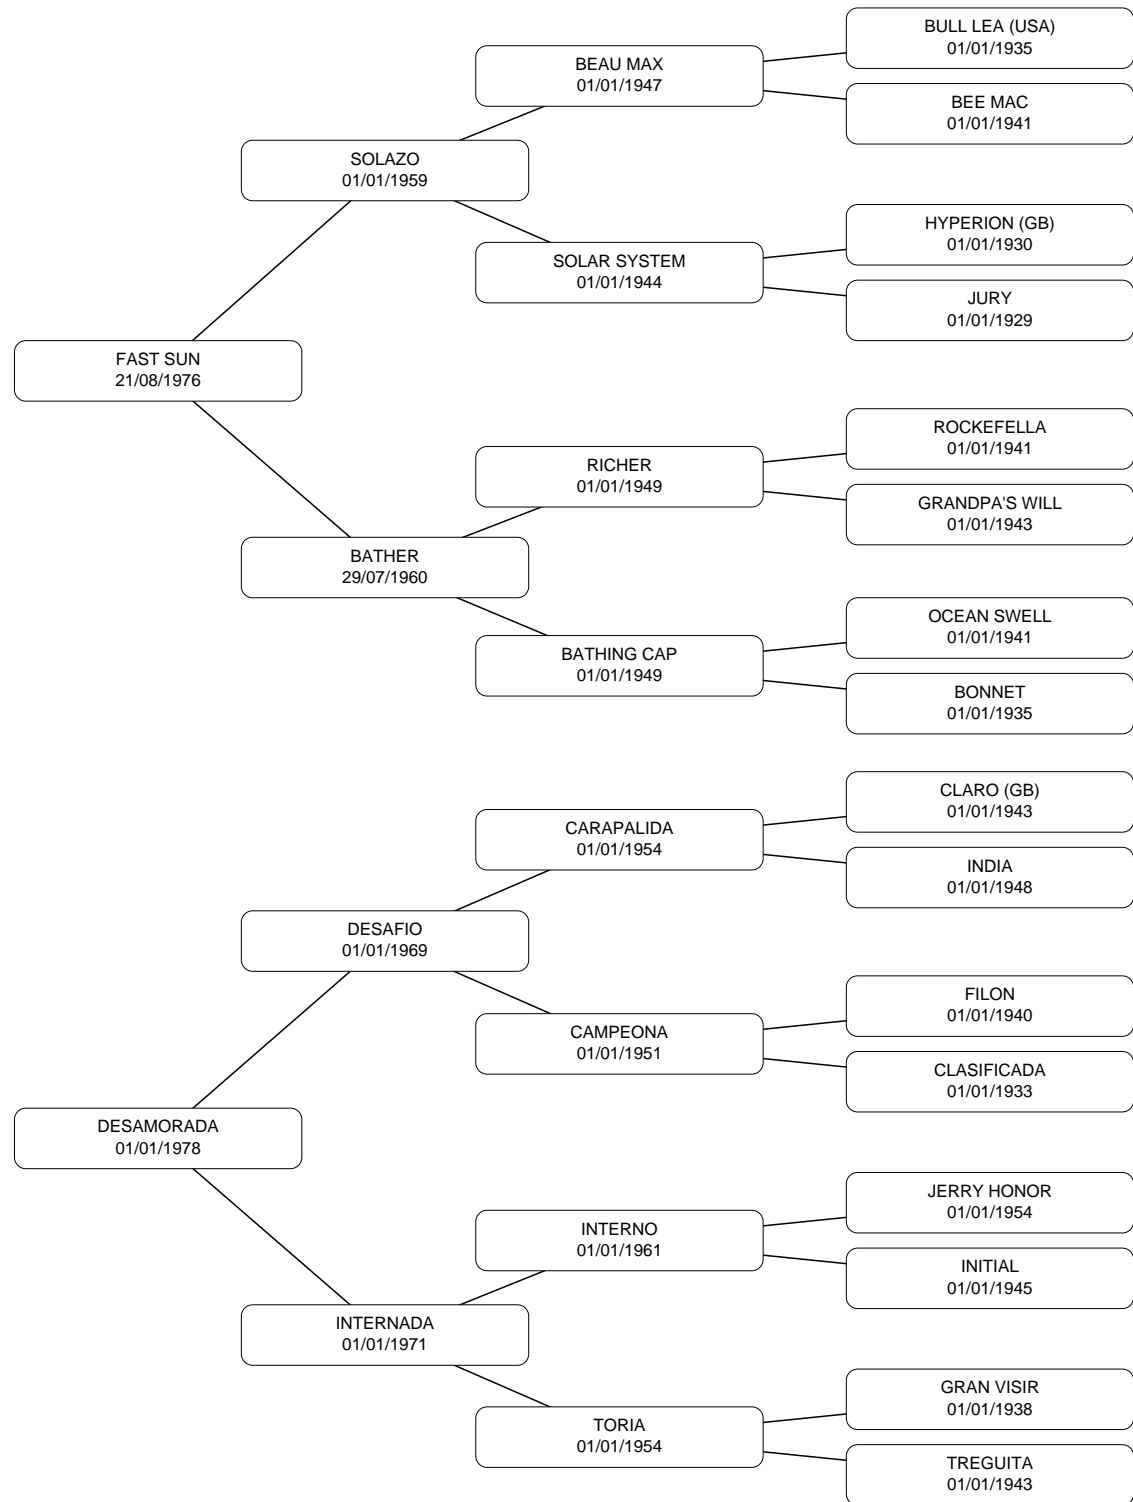 BULL LEA (USA)
01/01/1935
BEAU MAX
01/01/1947
BEE MAC
01/01/1941
SOLAZO
01/01/1959
HYPERION (GB)
01/01/1930
SOLAR SYSTEM
01/01/1944
JURY
01/01/1929
FAST SUN
21/08/1976
ROCKEFELLA
01/01/1941
RICHER
01/01/1949
GRANDPA'S WILL
01/01/1943
BATHER
29/07/1960
OCEAN SWELL
01/01/1941
BATHING CAP
01/01/1949
BONNET
01/01/1935
CLARO (GB)
01/01/1943
CARAPALIDA
01/01/1954
INDIA
01/01/1948
DESAFIO
01/01/1969
FILON
01/01/1940
CAMPEONA
01/01/1951
CLASIFICADA
01/01/1933
DESAMORADA
01/01/1978
JERRY HONOR
01/01/1954
INTERNO
01/01/1961
INITIAL
01/01/1945
INTERNADA
01/01/1971
GRAN VISIR
01/01/1938
TORIA
01/01/1954
TREGUITA
01/01/1943